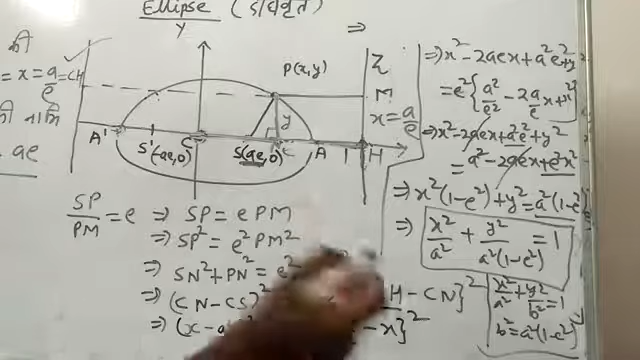 Ellipse (दीर्घवृत्त)
Y
की
= x = a/e = CH
की नाभि
ae
P(x,y)
Z
M
x = a/e
y
A' S'(-ae,0) C S(ae,0) A H
SP/PM = e ⇒ SP = e PM
⇒ SP² = e² PM²
⇒ SN² + PN² = e²
⇒ (CN - CS)² H - CN}²
⇒ (x - a - x}²
⇒ x² - 2aex + a²e² + y²
= e² {a²/e² - 2a/e x + x²}
⇒ x² - 2aex + a²e² + y²
= a² - 2aex + e²x²
⇒ x²(1-e²) + y² = a²(1-e²)
⇒ x²/a² + y²/a²(1-e²) = 1
x²/a² + y²/b² = 1
b² = a²(1-e²)